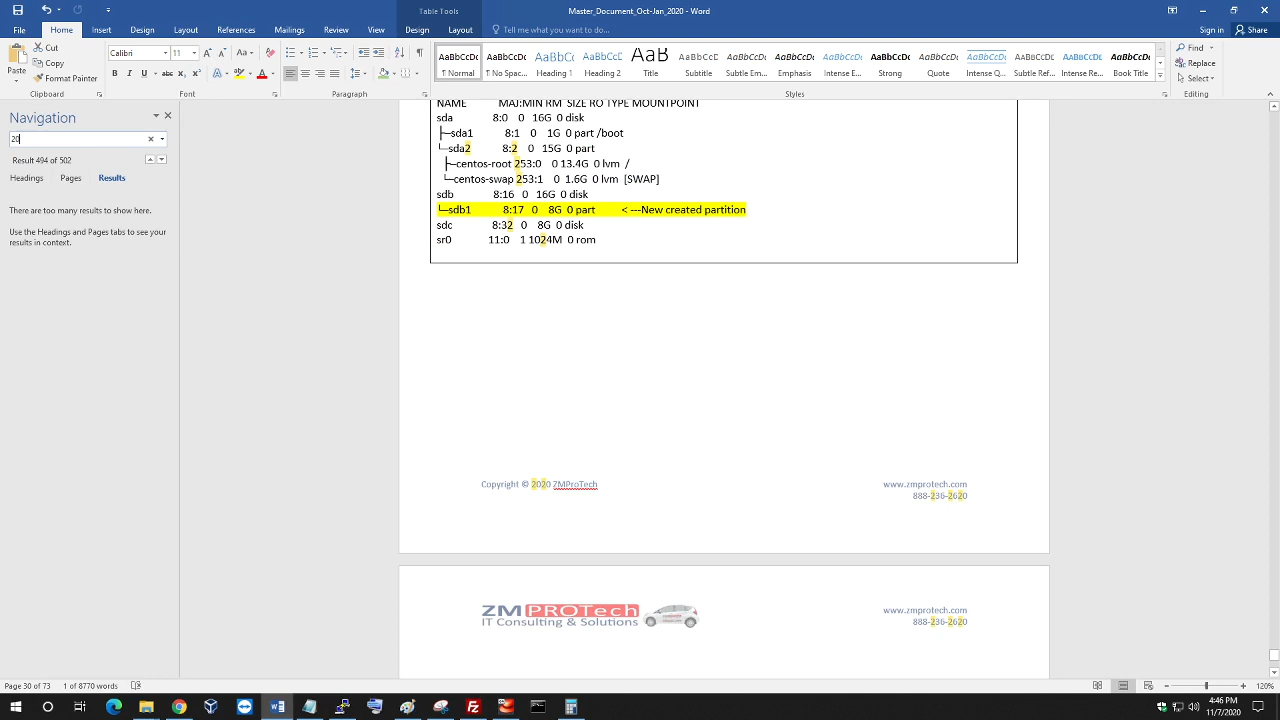 Table Tools
Master_Document_Oct-Jan_2020 - Word
File Home Insert Design Layout References Mailings Review View Design Layout Tell me what you want to do... Sign in Share
Paste
Cut
Copy
Format Painter
Calibri 11
AaBbCcDc AaBbCcDc AaBbCc AaBbCcD AaB AaBbCcD AaBbCcDc AaBbCcDc AaBbCcDc AaBbCcDc AaBbCcDc AaBbCcDc AaBbCcDc AaBbCcDc
¶ Normal ¶ No Spac... Heading 1 Heading 2 Title Subtitle Subtle Em... Emphasis Intense E... Strong Quote Intense Q... Subtle Ref... Intense Re... Book Title
Find
Replace
Select
Clipboard Font Paragraph Styles Editing
Navigation
20
Result 494 of 502
Headings Pages Results
There are too many results to show here.
Use the Headings and Pages tabs to see your
results in context.
NAME MAJ:MIN RM SIZE RO TYPE MOUNTPOINT
sda 8:0 0 16G 0 disk
├─sda1 8:1 0 1G 0 part /boot
└─sda2 8:2 0 15G 0 part
├─centos-root 253:0 0 13.4G 0 lvm /
└─centos-swap 253:1 0 1.6G 0 lvm [SWAP]
sdb 8:16 0 16G 0 disk
└─sdb1 8:17 0 8G 0 part < ---New created partition
sdc 8:32 0 8G 0 disk
sr0 11:0 1 1024M 0 rom
Copyright © 2020 ZMProTech
www.zmprotech.com
888-236-2620
ZMPROTech
IT Consulting & Solutions
www.zmprotech.com
888-236-2620
Page 30 of 73 1 of 8770 words
120%
4:46 PM
11/7/2020